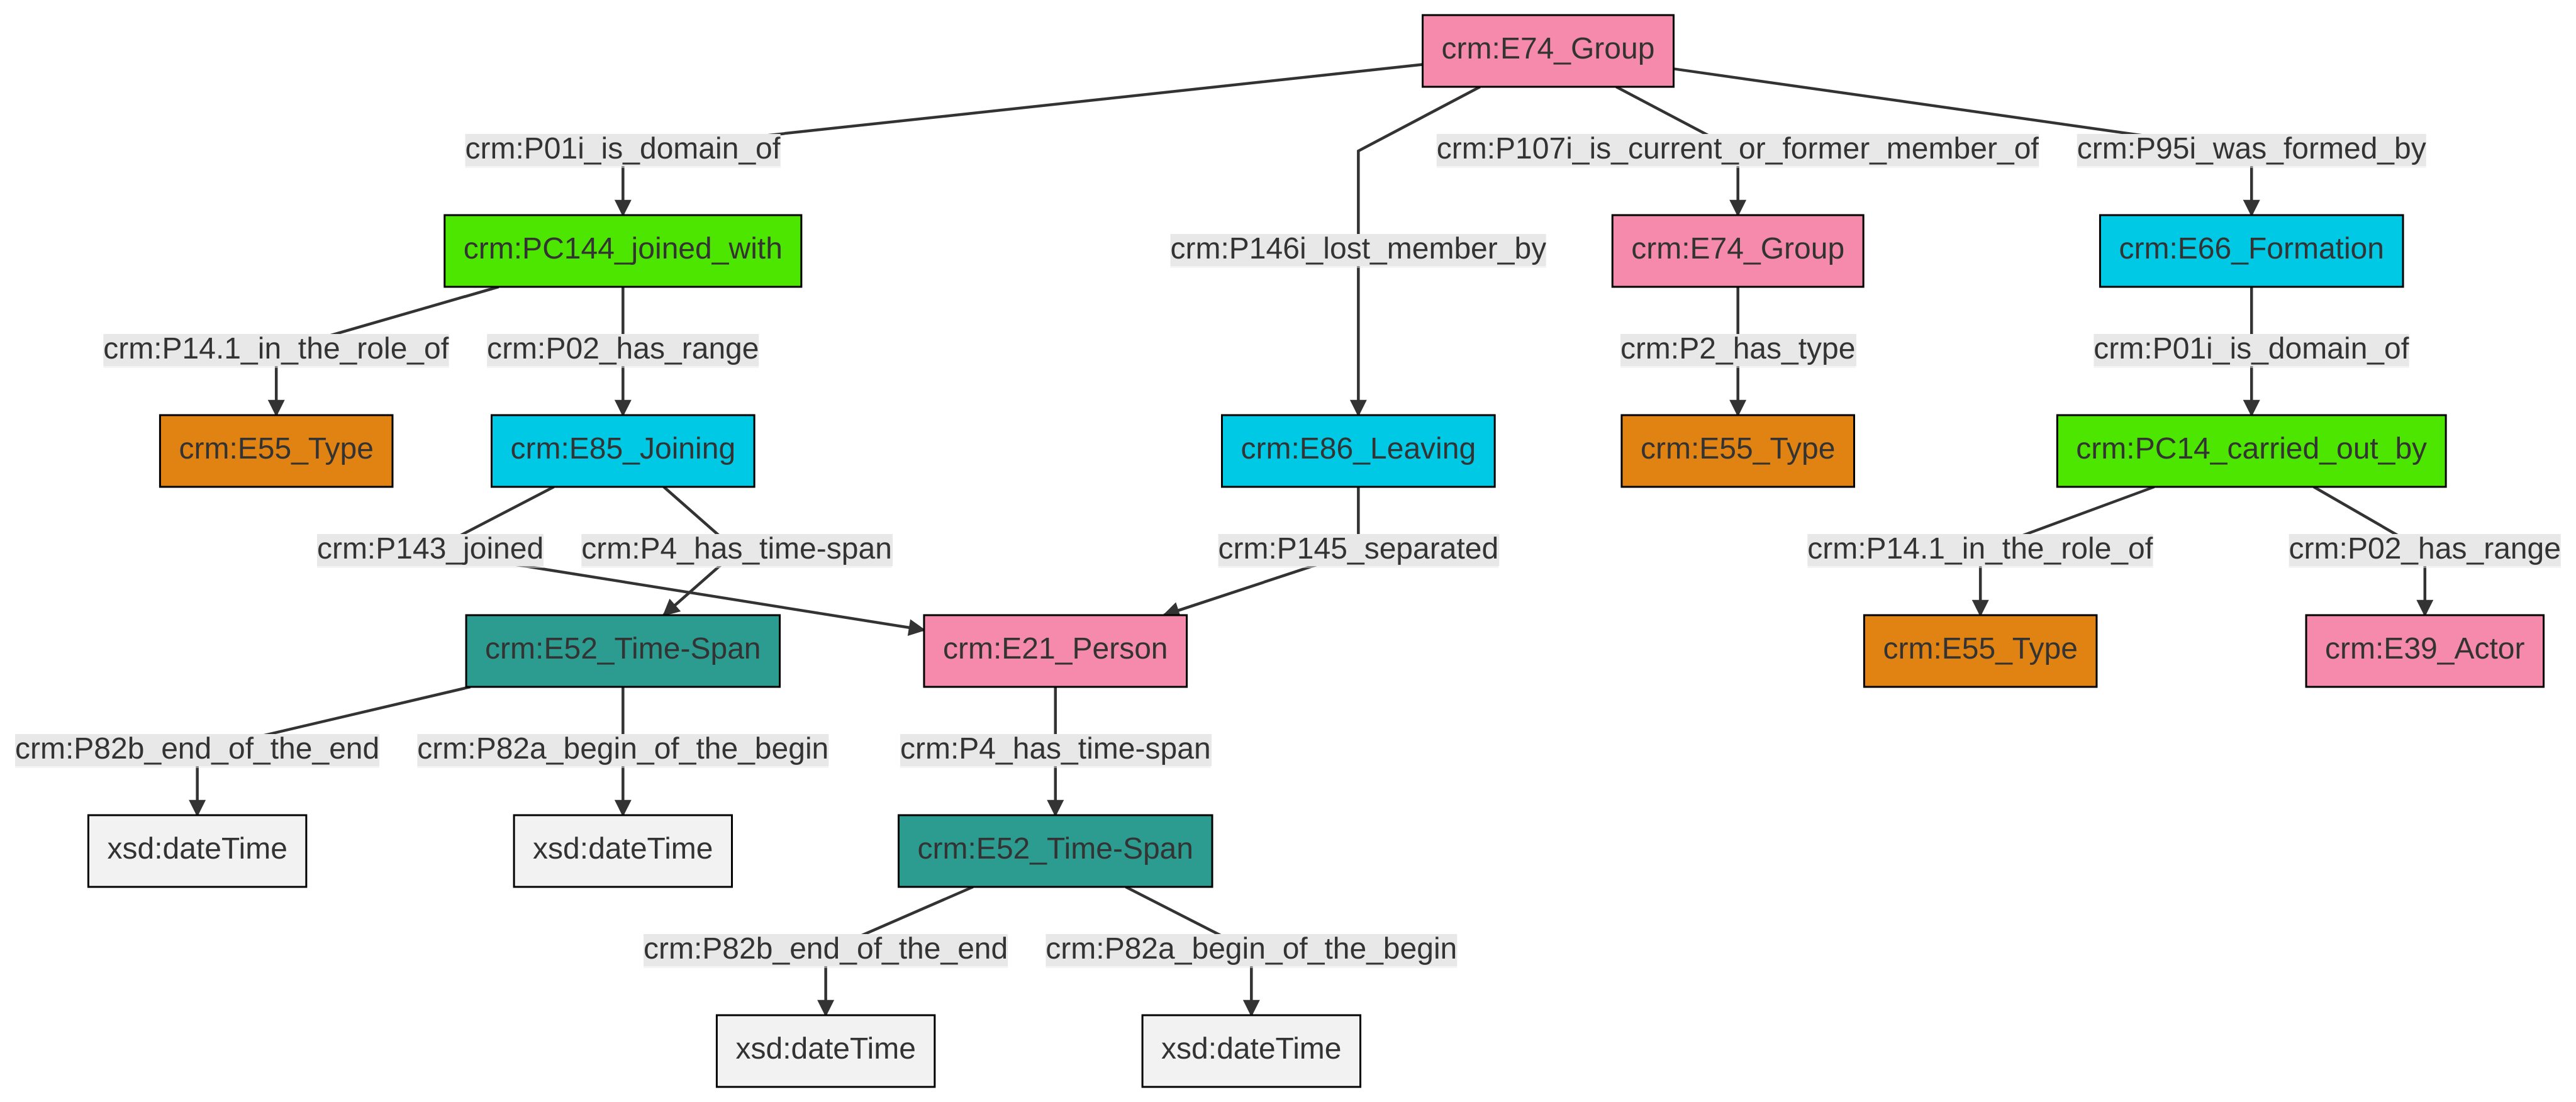 crm:E74_Group
crm:P01i_is_domain_of
crm:P107i_is_current_or_former_member_of
crm:P95i_was_formed_by
crm:PC144_joined_with
crm:P146i_lost_member_by
crm:E74_Group
crm:E66_Formation
crm:P14.1_in_the_role_of
crm:P02_has_range
crm:P2_has_type
crm:P01i_is_domain_of
crm:E55_Type
crm:E85_Joining
crm:E86_Leaving
crm:E55_Type
crm:PC14_carried_out_by
crm:P143_joined
crm:P4_has_time-span
crm:P145_separated
crm:P14.1_in_the_role_of
crm:P02_has_range
crm:E52_Time-Span
crm:E21_Person
crm:E55_Type
crm:E39_Actor
crm:P82b_end_of_the_end
crm:P82a_begin_of_the_begin
crm:P4_has_time-span
xsd:dateTime
xsd:dateTime
crm:E52_Time-Span
crm:P82b_end_of_the_end
crm:P82a_begin_of_the_begin
xsd:dateTime
xsd:dateTime